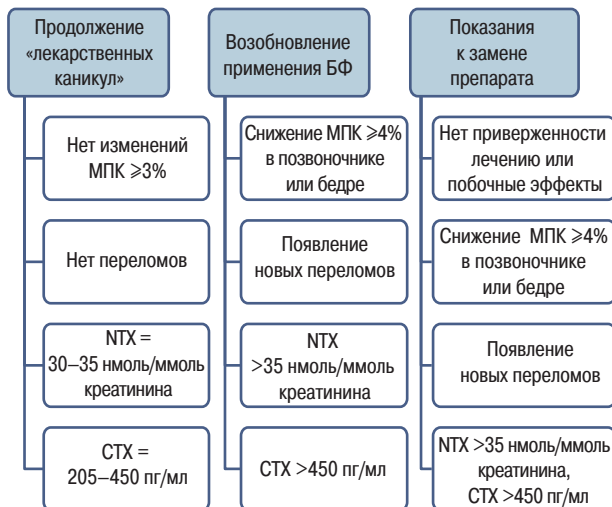 Продолжение
«лекарственных
каникул»
Нет изменений
МПК ⩾3%
Нет переломов
NTX =
30–35 нмоль/ммоль
креатинина
CTX =
205–450 пг/мл
Возобновление
применения БФ
Снижение МПК ⩾4%
в позвоночнике
или бедре
Появление
новых переломов
NTX
>35 нмоль/ммоль
креатинина
CTX >450 пг/мл
Показания
к замене
препарата
Нет приверженности
лечению или
побочные эффекты
Снижение МПК ⩾4%
в позвоночнике
или бедре
Появление
новых переломов
NTX >35 нмоль/ммоль
креатинина,
CTX >450 пг/мл